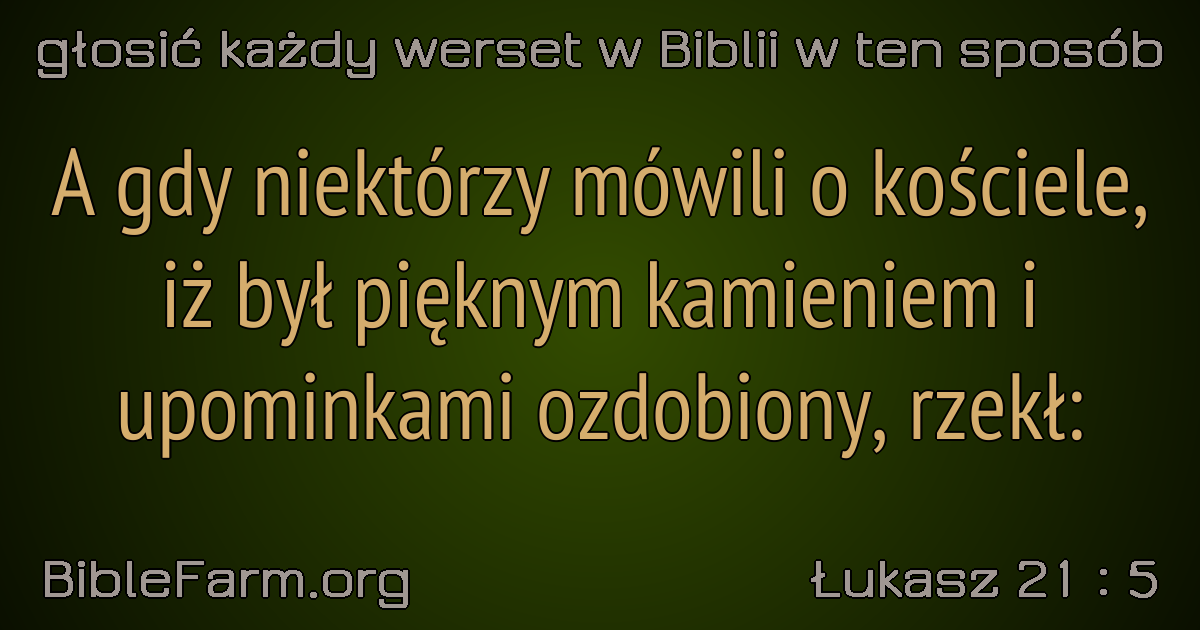 głosić każdy werset w Biblii w ten sposób
A gdy niektórzy mówili o kościele,
iż był pięknym kamieniem i
upominkami ozdobiony, rzekł:
BibleFarm.org
Łukasz 21 : 5